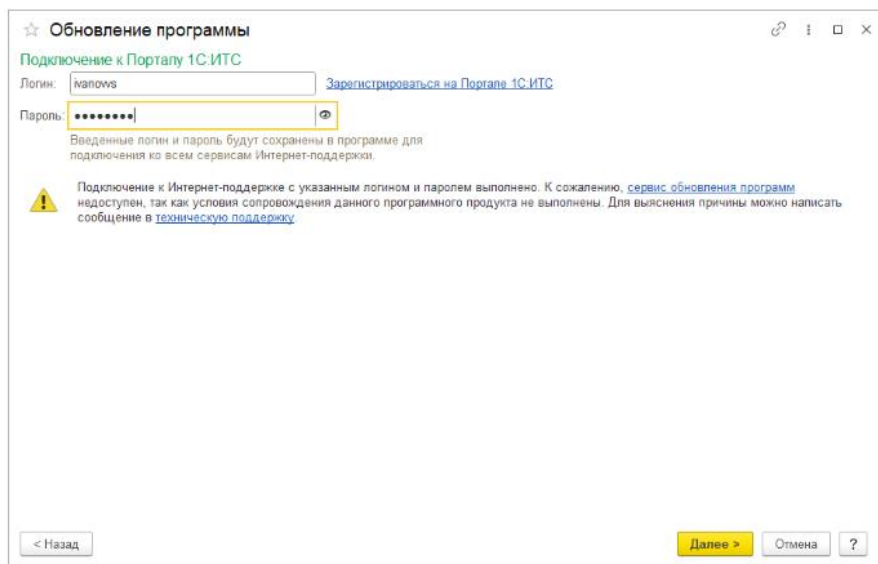 Обновление программы
Подключение к Порталу 1С:ИТС
Логин: ivanovvs Зарегистрироваться на Портале 1С:ИТС
Пароль: ••••••••
Введенные логин и пароль будут сохранены в программе для
подключения ко всем сервисам Интернет-поддержки.
Подключение к Интернет-поддержке с указанным логином и паролем выполнено. К сожалению, сервис обновления программ
недоступен, так как условия сопровождения данного программного продукта не выполнены. Для выяснения причины можно написать
сообщение в техническую поддержку.
< Назад Далее > Отмена ?